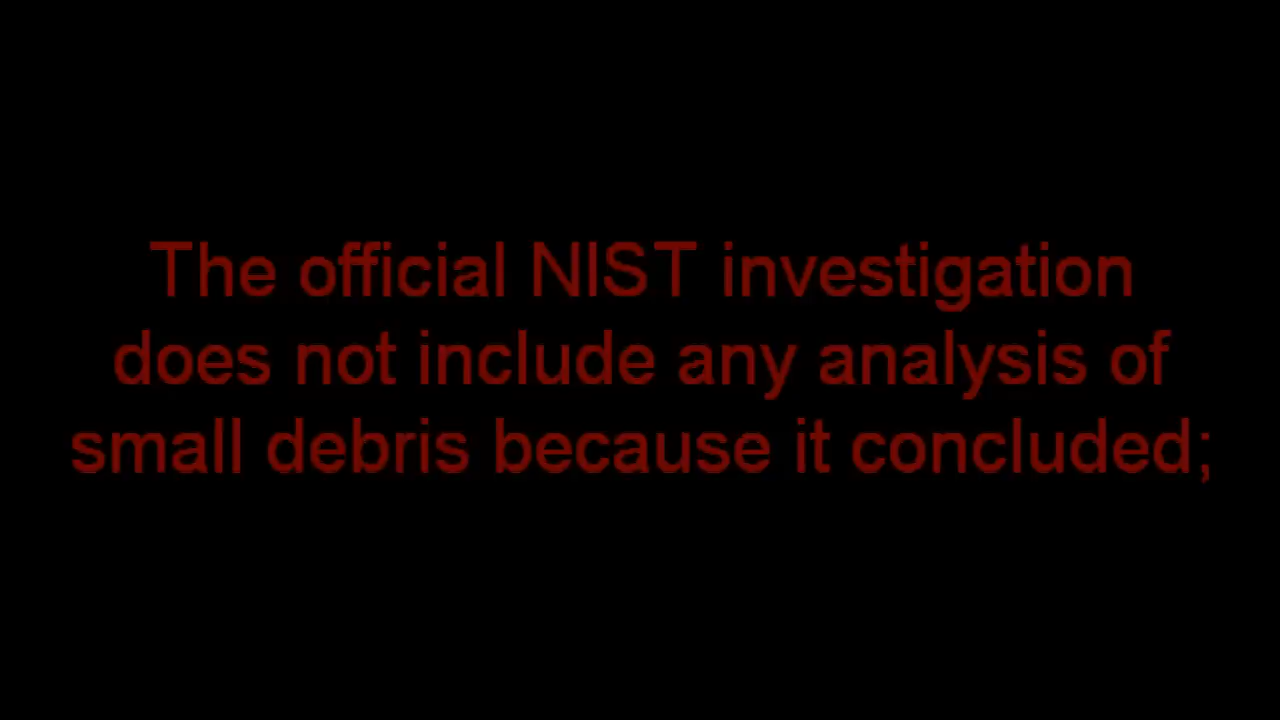 The official NIST investigation
does not include any analysis of
small debris because it concluded;